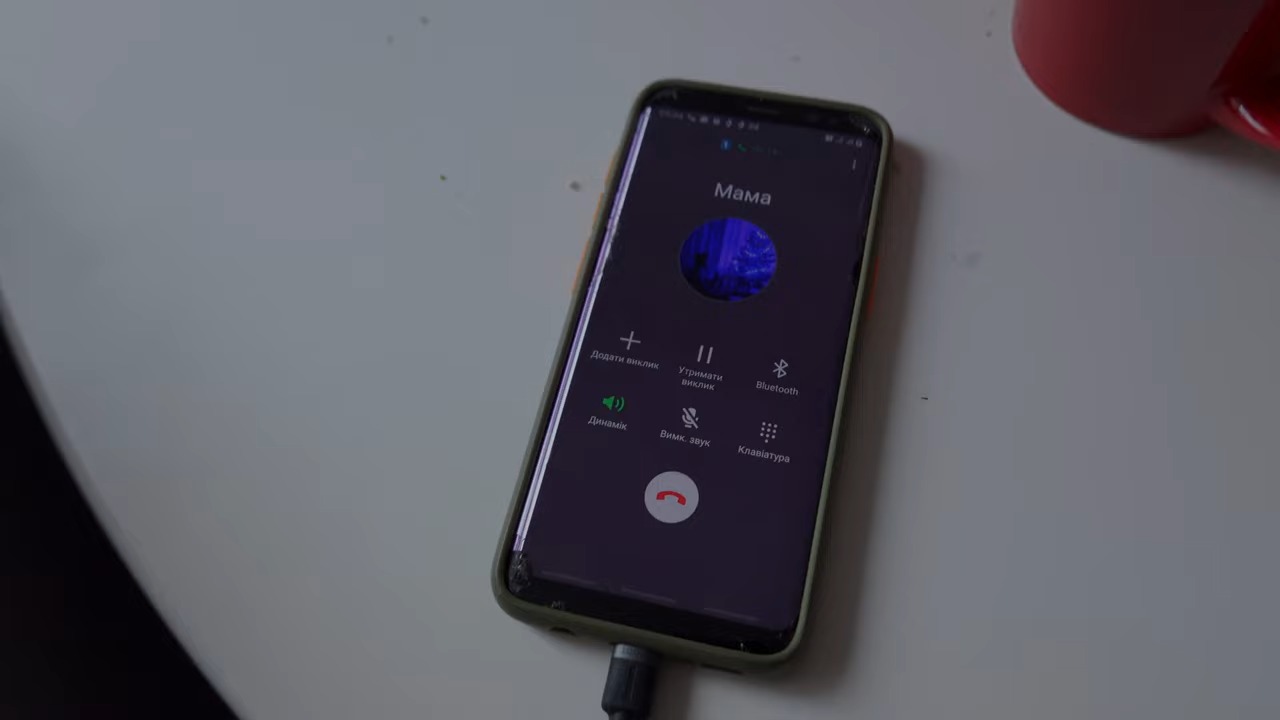 Мама
Додати виклик
Утримати
виклик
Bluetooth
Динамік
Вимк. звук
Клавіатура